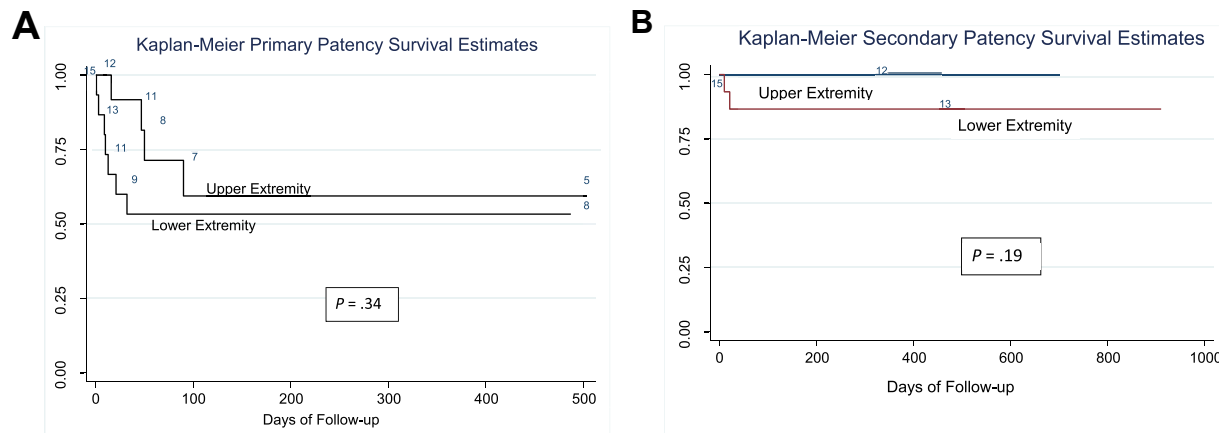 A
Kaplan-Meier Primary Patency Survival Estimates
1.00
0.75
0.50
0.25
0.00
15
12
13
11
11
8
9
7
5
8
Upper Extremity
Lower Extremity
P = .34
0
100
200
300
400
500
Days of Follow-up
B
Kaplan-Meier Secondary Patency Survival Estimates
1.00
0.75
0.50
0.25
0.00
15
12
Upper Extremity
13
Lower Extremity
P = .19
0
200
400
600
800
1000
Days of Follow-up